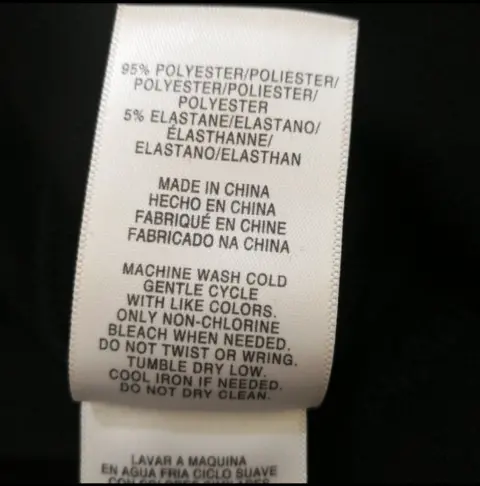 95% POLYESTER/POLIESTER/
POLYESTER/POLIESTER/
POLYESTER
5% ELASTANE/ELASTANO/
ÉLASTHANNE/
ELASTANO/ELASTHAN
MADE IN CHINA
HECHO EN CHINA
FABRIQUÉ EN CHINE
FABRICADO NA CHINA
MACHINE WASH COLD
GENTLE CYCLE
WITH LIKE COLORS.
ONLY NON-CHLORINE
BLEACH WHEN NEEDED.
DO NOT TWIST OR WRING.
TUMBLE DRY LOW.
COOL IRON IF NEEDED.
DO NOT DRY CLEAN.
LAVAR A MAQUINA
EN AGUA FRIA CICLO SUAVE